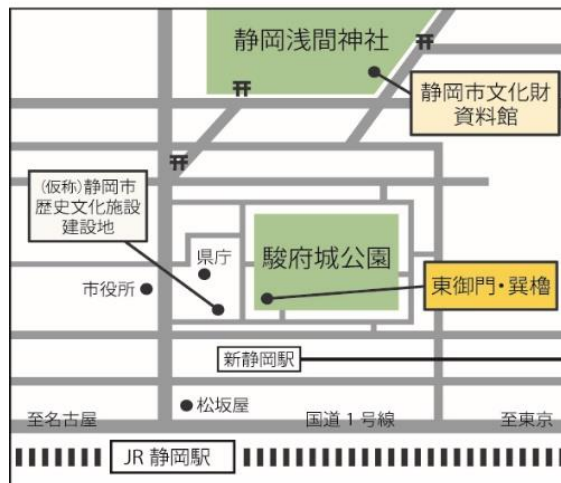 静岡浅間神社
静岡市文化財
資料館
(仮称)静岡市
歴史文化施設
建設地
県庁
駿府城公園
市役所
東御門・巽櫓
新静岡駅
松坂屋
至名古屋
国道1号線
至東京
JR 静岡駅